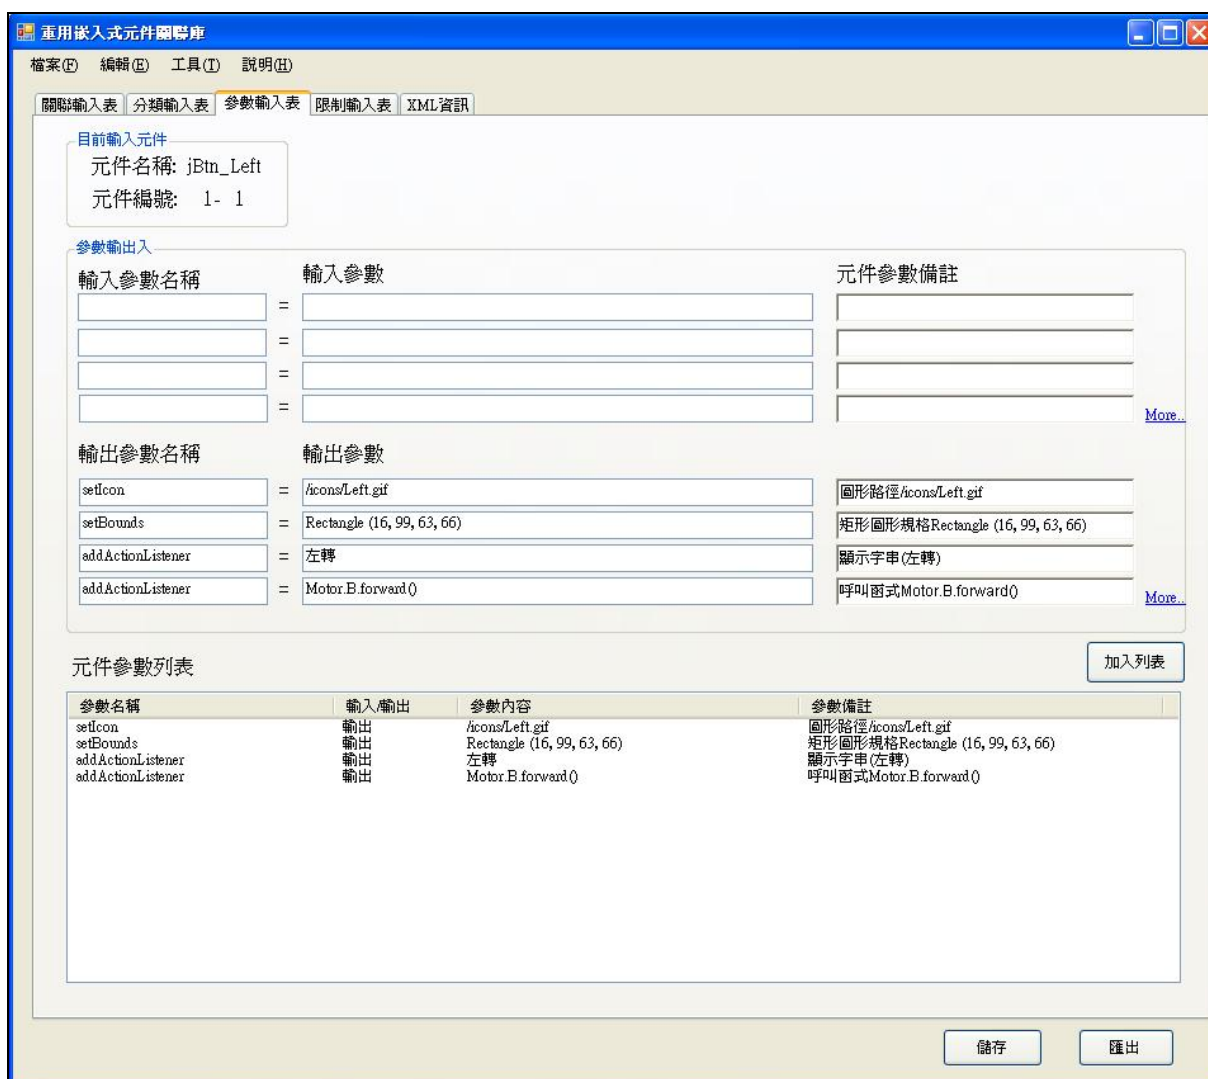 重用嵌入式元件關聯庫
檔案(F) 編輯(E) 工具(T) 説明(H)
關聯輸入表 分類輸入表 參數輸入表 限制輸入表 XML資訊
目前輸入元件
元件名稱: jBtn_Left
元件編號: 1- 1
參數輸出入
輸入參數名稱 輸入參數 元件參數備註
=
=
=
= More..
輸出參數名稱 輸出參數
setIcon = /icons/Left.gif 圖形路徑/icons/Left.gif
setBounds = Rectangle (16, 99, 63, 66) 矩形圖形規格Rectangle (16, 99, 63, 66)
addActionListener = 左轉 顯示字串(左轉)
addActionListener = Motor.B.forward() 呼叫函式Motor.B.forward()
More..
元件參數列表 加入列表
參數名稱 輸入/輸出 參數內容 參數備註
setIcon 輸出 /icons/Left.gif 圖形路徑/icons/Left.gif
setBounds 輸出 Rectangle (16, 99, 63, 66) 矩形圖形規格Rectangle (16, 99, 63, 66)
addActionListener 輸出 左轉 顯示字串(左轉)
addActionListener 輸出 Motor.B.forward() 呼叫函式Motor.B.forward()
儲存 匯出